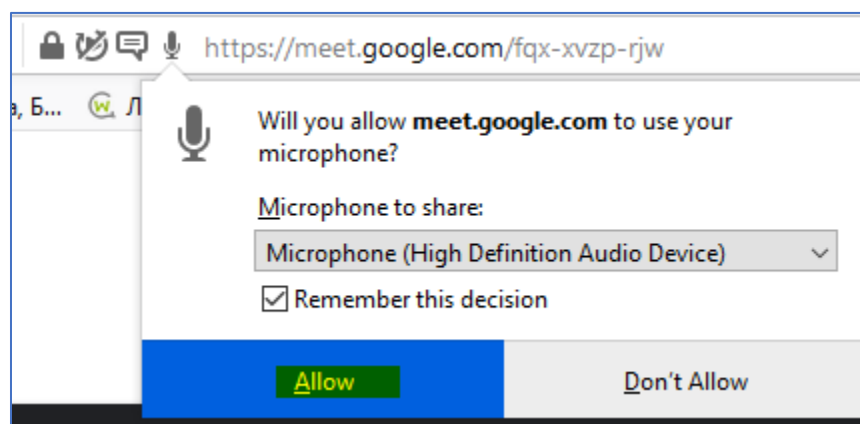 https://meet.google.com/fqx-xvzp-rjw
а, Б... Л
Will you allow meet.google.com to use your
microphone?
Microphone to share:
Microphone (High Definition Audio Device)
Remember this decision
Allow Don't Allow